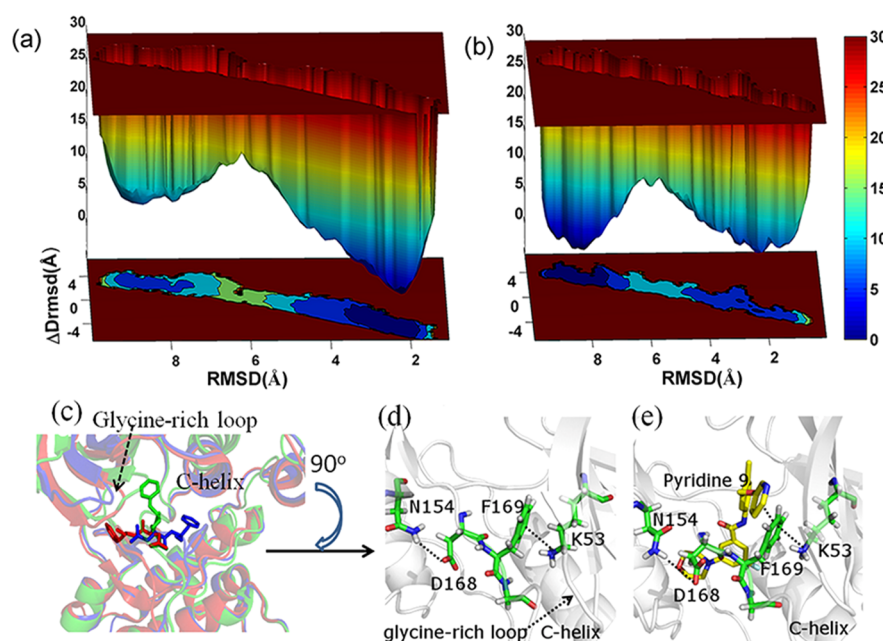 (a)
30
25
20
15
10
5
0
ΔDrmsd(Å)
4
0
-4
8
6
4
2
RMSD(Å)
(b)
30
25
20
15
10
5
0
4
0
-4
8
6
4
2
RMSD(Å)
30
25
20
15
10
5
0
(c)
Glycine-rich loop
C-helix
90º
(d)
N154
F169
K53
D168
glycine-rich loop
C-helix
(e)
Pyridine 9
N154
K53
F169
D168
C-helix